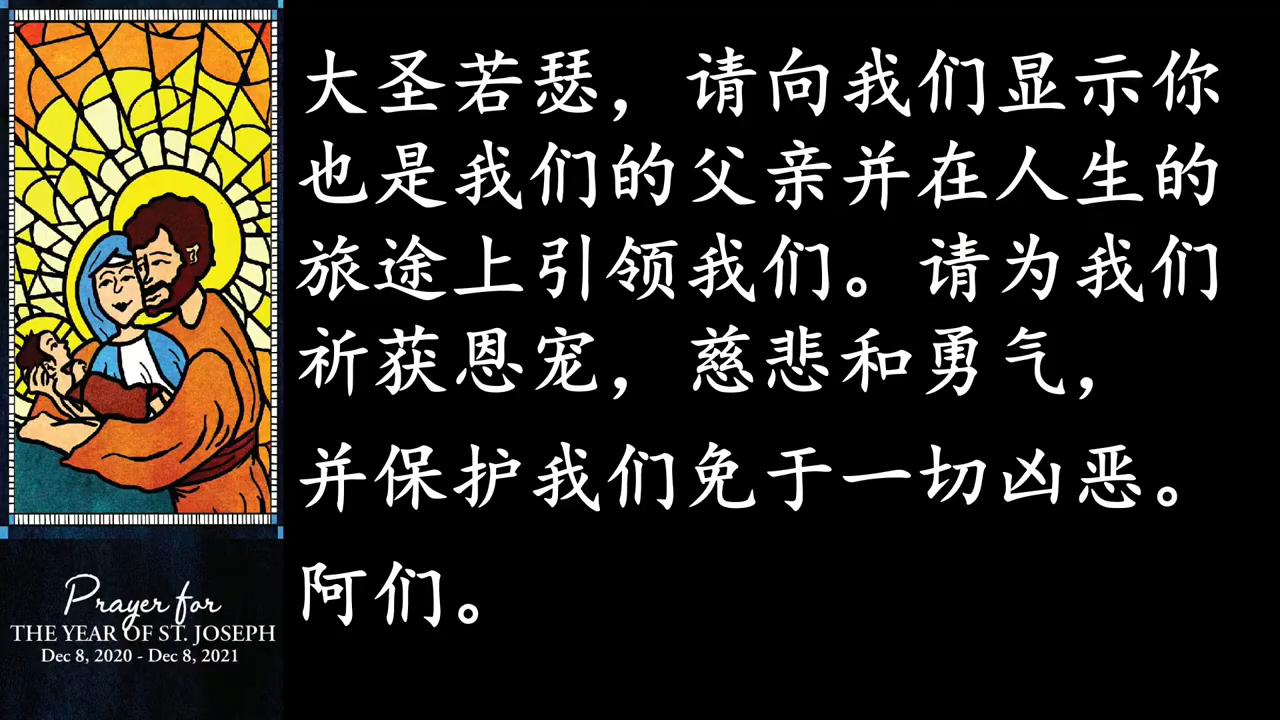 大圣若瑟，请向我们显示你
也是我们的父亲并在人生的
旅途上引领我们。请为我们
祈获恩宠，慈悲和勇气，
并保护我们免于一切凶恶。
阿们。
Prayer for
THE YEAR OF ST. JOSEPH
Dec 8, 2020 - Dec 8, 2021